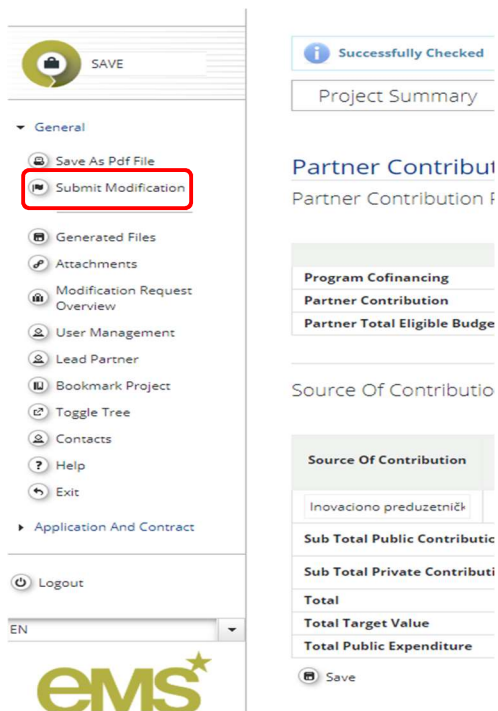 SAVE
General
Save As Pdf File
Submit Modification
Generated Files
Attachments
Modification Request
Overview
User Management
Lead Partner
Bookmark Project
Toggle Tree
Contacts
Help
Exit
Application And Contract
Logout
EN
eMS
Successfully Checked
Project Summary
Partner Contribut
Partner Contribution
Program Cofinancing
Partner Contribution
Partner Total Eligible Budge
Source Of Contributio
Source Of Contribution
Inovaciono preduzetničk
Sub Total Public Contributio
Sub Total Private Contributi
Total
Total Target Value
Total Public Expenditure
Save